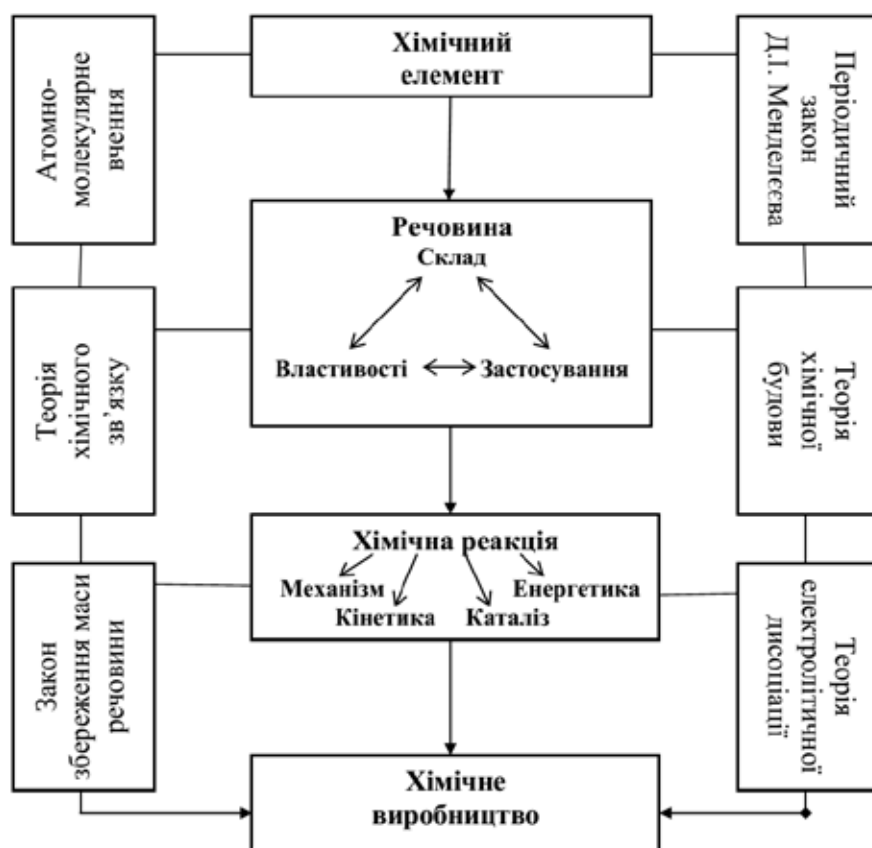 Хімічний
елемент
Атомно-
молекулярне
вчення
Періодичний
закон
Д.І. Менделєєва
Речовина
Склад
Властивості
Застосування
Теорія
хімічного
зв’язку
Теорія
хімічної
будови
Хімічна реакція
Механізм
Енергетика
Кінетика
Каталіз
Закон
збереження маси
речовини
Теорія
електролітичної
дисоціації
Хімічне
виробництво